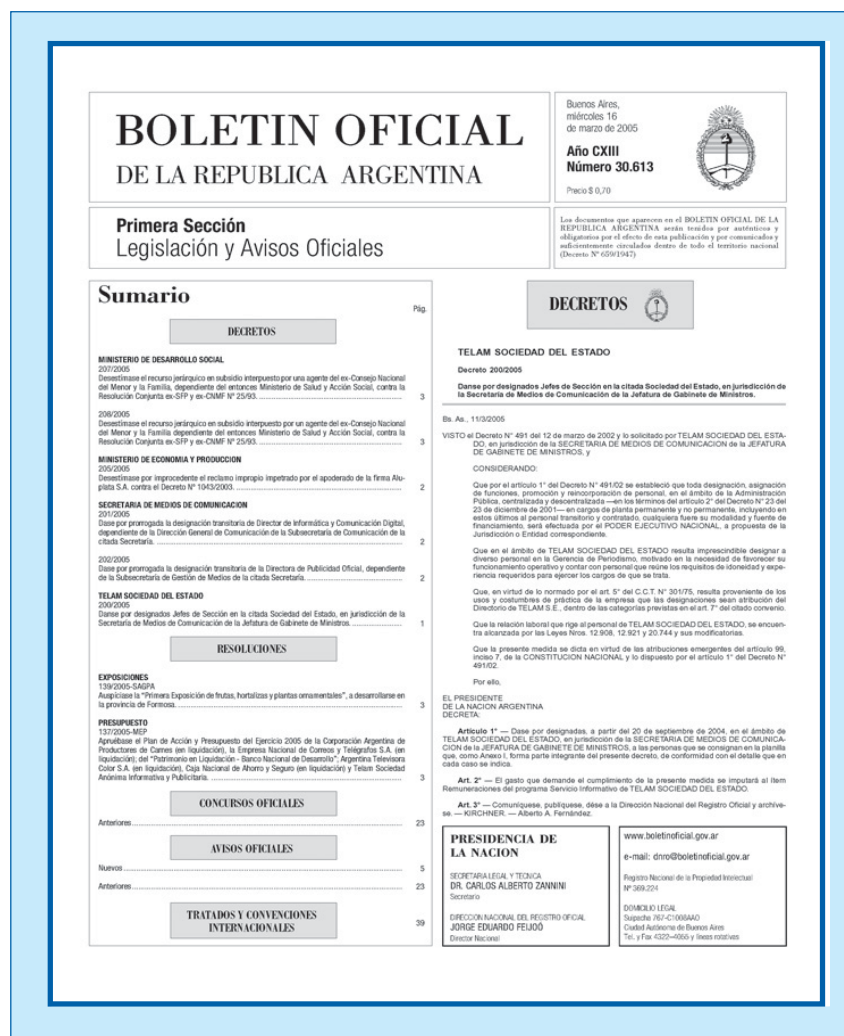 BOLETIN OFICIAL
DE LA REPUBLICA ARGENTINA
Buenos Aires,
miércoles 16
de marzo de 2005
Año CXIII
Número 30.613
Precio $ 0,70
Primera Sección
Legislación y Avisos Oficiales
Los documentos que aparecen en el BOLETIN OFICIAL DE LA
REPUBLICA ARGENTINA serán tenidos por auténticos y
obligatorios por el efecto de esta publicación y por comunicados y
suficientemente circulados dentro de todo el territorio nacional
(Decreto Nº 659/1947)
Sumario
Pág.
DECRETOS
MINISTERIO DE DESARROLLO SOCIAL
207/2005
Desestímase el recurso jerárquico en subsidio interpuesto por una agente del ex-Consejo Nacional
del Menor y la Familia, dependiente del entonces Ministerio de Salud y Acción Social, contra la
Resolución Conjunta ex-SFP y ex-CNMF Nº 25/93. 3
208/2005
Desestímase el recurso jerárquico en subsidio interpuesto por un agente del ex-Consejo Nacional
del Menor y la Familia dependiente del entonces Ministerio de Salud y Acción Social, contra la
Resolución Conjunta ex-SFP y ex-CNMF Nº 25/93. 3
MINISTERIO DE ECONOMIA Y PRODUCCION
205/2005
Desestímase por improcedente el reclamo impropio impetrado por el apoderado de la firma Alu-
plata S.A. contra el Decreto Nº 1043/2003. 2
SECRETARIA DE MEDIOS DE COMUNICACION
201/2005
Dase por prorrogada la designación transitoria de Director de Informática y Comunicación Digital,
dependiente de la Dirección General de Comunicación de la Subsecretaría de Comunicación de la
citada Secretaría. 2
202/2005
Dase por prorrogada la designación transitoria de la Directora de Publicidad Oficial, dependiente
de la Subsecretaría de Gestión de Medios de la citada Secretaría. 2
TELAM SOCIEDAD DEL ESTADO
200/2005
Danse por designados Jefes de Sección en la citada Sociedad del Estado, en jurisdicción de la
Secretaría de Medios de Comunicación de la Jefatura de Gabinete de Ministros. 1
RESOLUCIONES
EXPOSICIONES
139/2005-SAGPA
Auspíciase la "Primera Exposición de frutas, hortalizas y plantas ornamentales", a desarrollarse en
la provincia de Formosa. 3
PRESUPUESTO
137/2005-MEP
Apruébase el Plan de Acción y Presupuesto del Ejercicio 2005 de la Corporación Argentina de
Productores de Carnes (en liquidación), la Empresa Nacional de Correos y Telégrafos S.A. (en
liquidación); del "Patrimonio en Liquidación - Banco Nacional de Desarrollo"; Argentina Televisora
Color S.A. (en liquidación), Caja Nacional de Ahorro y Seguro (en liquidación) y Telam Sociedad
Anónima Informativa y Publicitaria. 3
CONCURSOS OFICIALES
Anteriores 23
AVISOS OFICIALES
Nuevos 5
Anteriores 23
TRATADOS Y CONVENCIONES
INTERNACIONALES 39
DECRETOS
TELAM SOCIEDAD DEL ESTADO
Decreto 200/2005
Danse por designados Jefes de Sección en la citada Sociedad del Estado, en jurisdicción de
la Secretaría de Medios de Comunicación de la Jefatura de Gabinete de Ministros.
Bs. As., 11/3/2005
VISTO el Decreto Nº 491 del 12 de marzo de 2002 y lo solicitado por TELAM SOCIEDAD DEL ESTA-
DO, en jurisdicción de la SECRETARIA DE MEDIOS DE COMUNICACION de la JEFATURA
DE GABINETE DE MINISTROS, y
CONSIDERANDO:
Que por el artículo 1º del Decreto Nº 491/02 se estableció que toda designación, asignación
de funciones, promoción y reincorporación de personal, en el ámbito de la Administración
Pública, centralizada y descentralizada —en los términos del artículo 2º del Decreto Nº 23 del
23 de diciembre de 2001— en cargos de planta permanente y no permanente, incluyendo en
estos últimos al personal transitorio y contratado, cualquiera fuere su modalidad y fuente de
financiamiento, será efectuada por el PODER EJECUTIVO NACIONAL, a propuesta de la
Jurisdicción o Entidad correspondiente.
Que en el ámbito de TELAM SOCIEDAD DEL ESTADO resulta imprescindible designar a
diverso personal en la Gerencia de Periodismo, motivado en la necesidad de favorecer su
funcionamiento operativo y contar con personal que reúne los requisitos de idoneidad y expe-
riencia requeridos para ejercer los cargos de que se trata.
Que, en virtud de lo normado por el art. 5º del C.C.T. Nº 301/75, resulta proveniente de los
usos y costumbres de práctica de la empresa que las designaciones sean atribución del
Directorio de TELAM S.E., dentro de las categorías previstas en el art. 7º del citado convenio.
Que la relación laboral que rige al personal de TELAM SOCIEDAD DEL ESTADO, se encuen-
tra alcanzada por las Leyes Nros. 12.908, 12.921 y 20.744 y sus modificatorias.
Que la presente medida se dicta en virtud de las atribuciones emergentes del artículo 99,
inciso 7, de la CONSTITUCION NACIONAL y lo dispuesto por el artículo 1º del Decreto Nº
491/02.
Por ello,
EL PRESIDENTE
DE LA NACION ARGENTINA
DECRETA:
Artículo 1º — Dase por designadas, a partir del 20 de septiembre de 2004, en el ámbito de
TELAM SOCIEDAD DEL ESTADO, en jurisdicción de la SECRETARIA DE MEDIOS DE COMUNICA-
CION de la JEFATURA DE GABINETE DE MINISTROS, a las personas que se consignan en la planilla
que, como Anexo I, forma parte integrante del presente decreto, de conformidad con el detalle que en
cada caso se indica.
Art. 2º — El gasto que demande el cumplimiento de la presente medida se imputará al Item
Remuneraciones del programa Servicio Informativo de TELAM SOCIEDAD DEL ESTADO.
Art. 3º — Comuníquese, publíquese, dése a la Dirección Nacional del Registro Oficial y archíve-
se. — KIRCHNER. — Alberto A. Fernández.
PRESIDENCIA DE
LA NACION
SECRETARIA LEGAL Y TECNICA
DR. CARLOS ALBERTO ZANNINI
Secretario
DIRECCION NACIONAL DEL REGISTRO OFICIAL
JORGE EDUARDO FEIJOÓ
Director Nacional
www.boletinoficial.gov.ar
e-mail: dnro@boletinoficial.gov.ar
Registro Nacional de la Propiedad Intelectual
Nº 369.224
DOMICILIO LEGAL
Suipacha 767-C1008AAO
Ciudad Autónoma de Buenos Aires
Tel. y Fax 4322-4055 y líneas rotativas